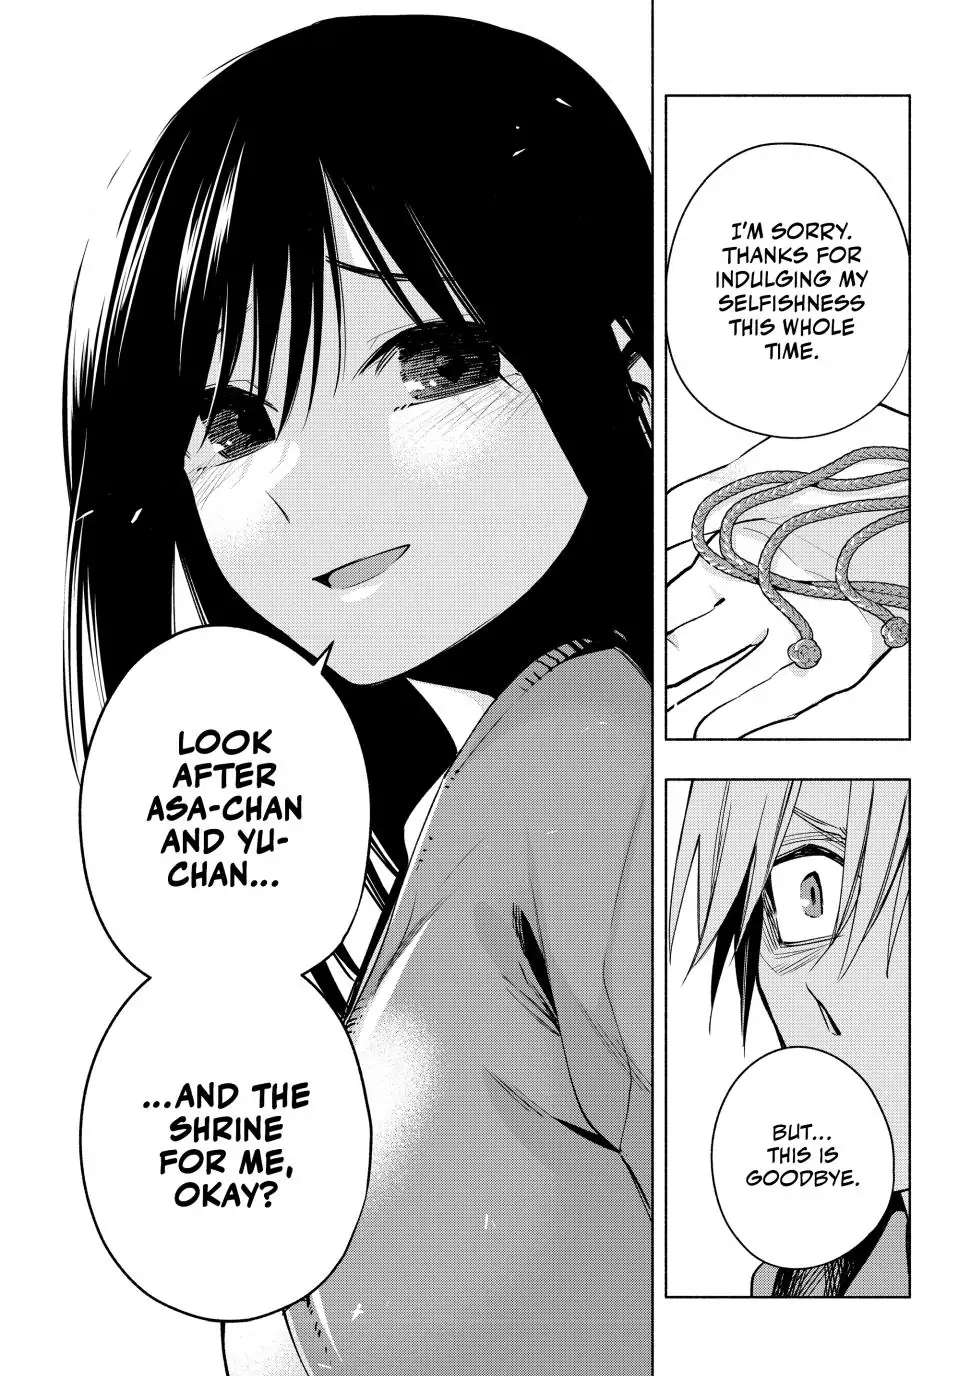 I'M SORRY.
THANKS FOR
INDULGING MY
SELFISHNESS
THIS WHOLE
TIME.
BUT...
THIS IS
GOODBYE.
LOOK
AFTER
ASA-CHAN
AND YU-
CHAN...
...AND THE
SHRINE
FOR ME,
OKAY?